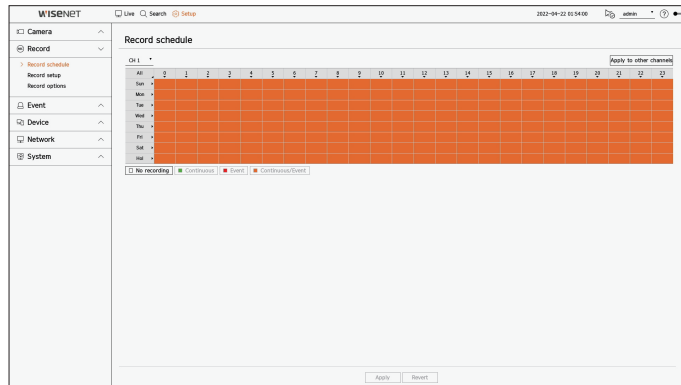 WISENET
Live Search Setup 2022-04-22 01:54:00 admin ?
Camera
Record
> Record schedule
Record setup
Record options
Event
Device
Network
System
Record schedule
CH 1 Apply to other channels
All 0 1 2 3 4 5 6 7 8 9 10 11 12 13 14 15 16 17 18 19 20 21 22 23
Sun
Mon
Tue
Wed
Thu
Fri
Sat
Hol
No recording Continuous Event Continuous/Event
Apply Revert